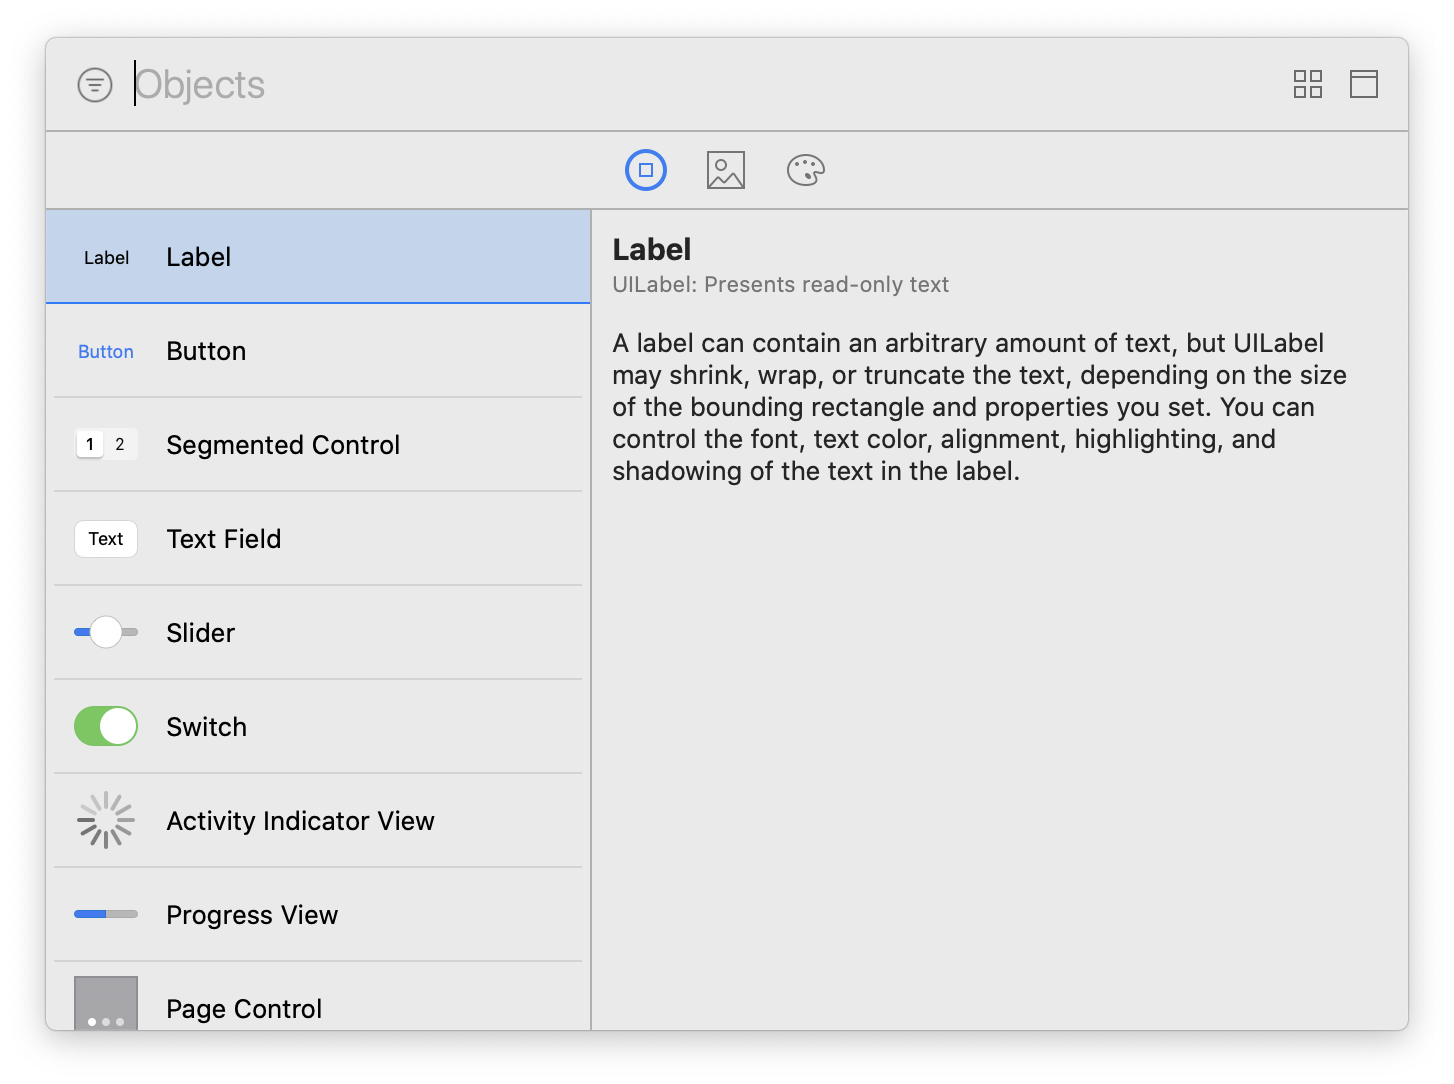 Objects
Label Label
Button Button
1 2 Segmented Control
Text Text Field
Slider
Switch
Activity Indicator View
Progress View
Page Control
Label
UILabel: Presents read-only text
A label can contain an arbitrary amount of text, but UILabel
may shrink, wrap, or truncate the text, depending on the size
of the bounding rectangle and properties you set. You can
control the font, text color, alignment, highlighting, and
shadowing of the text in the label.